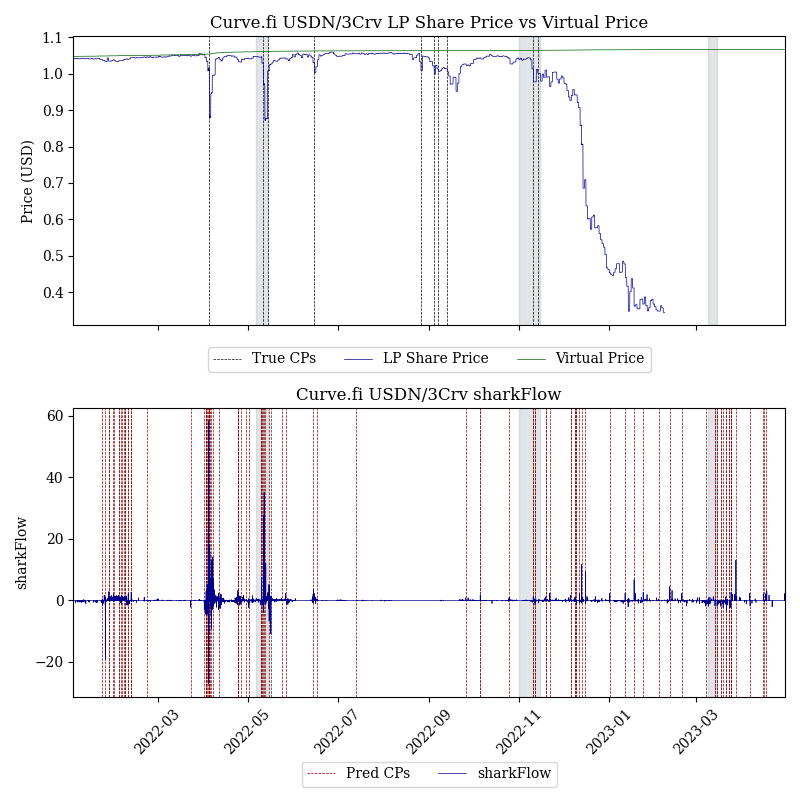 Curve.fi USDN/3Crv LP Share Price vs Virtual Price
1.1
1.0
0.9
0.8
0.7
0.6
0.5
0.4
Price (USD)
True CPs LP Share Price Virtual Price
Curve.fi USDN/3Crv sharkFlow
60
40
20
0
−20
sharkFlow
2022-03 2022-05 2022-07 2022-09 2022-11 2023-01 2023-03
Pred CPs sharkFlow